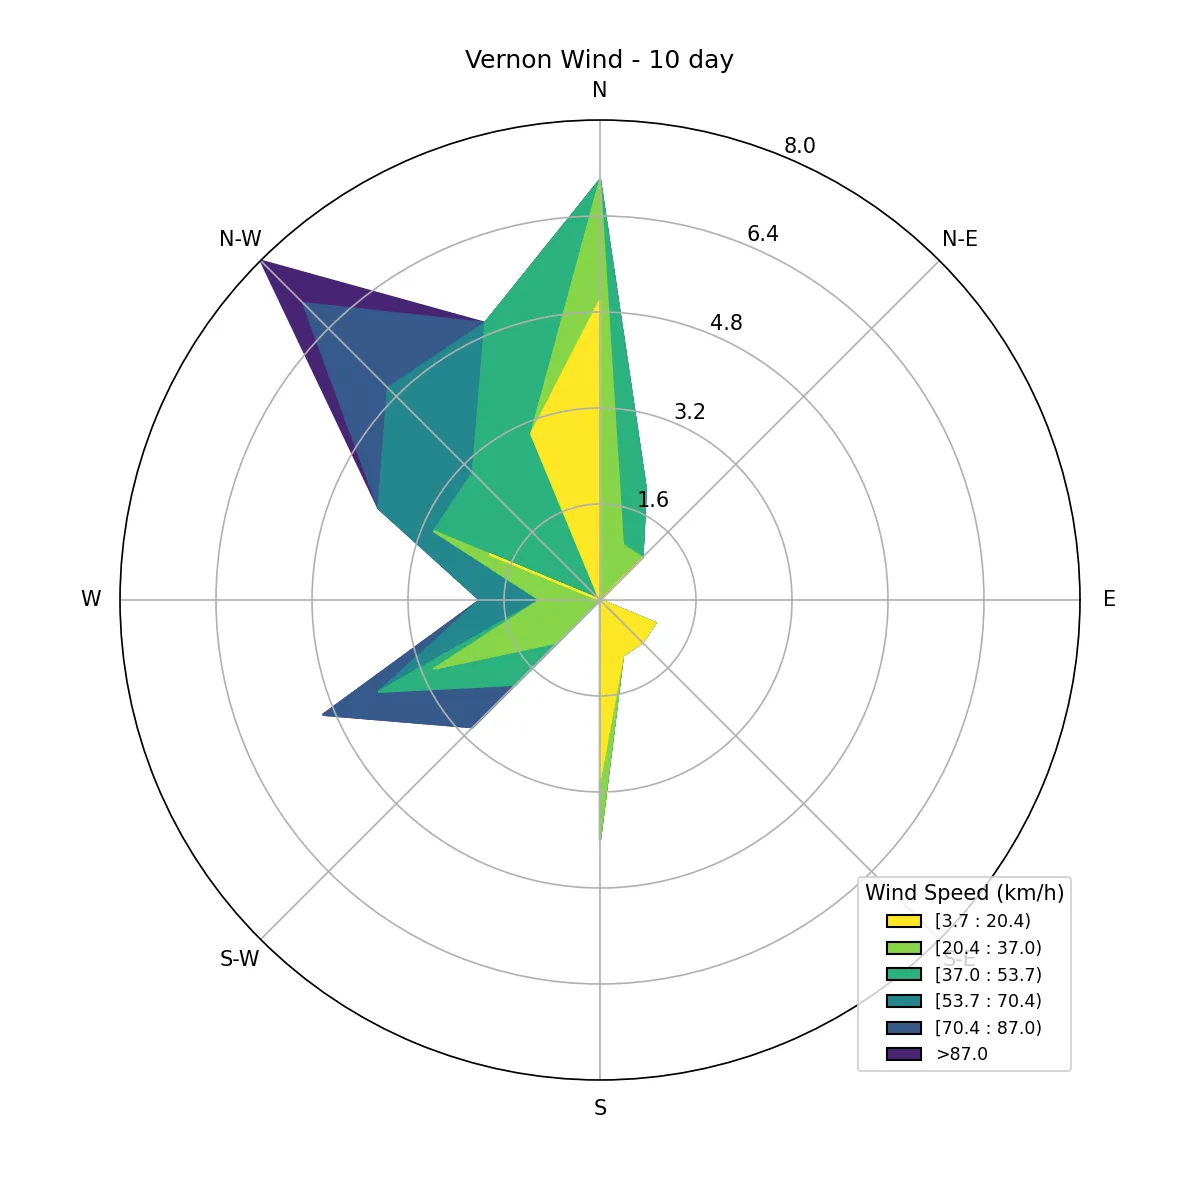 Vernon Wind - 10 day
N
8.0
N-W
6.4
N-E
4.8
3.2
1.6
W
E
Wind Speed (km/h)
[3.7 : 20.4)
[20.4 : 37.0)
S-W
S-E
[37.0 : 53.7)
[53.7 : 70.4)
[70.4 : 87.0)
>87.0
S